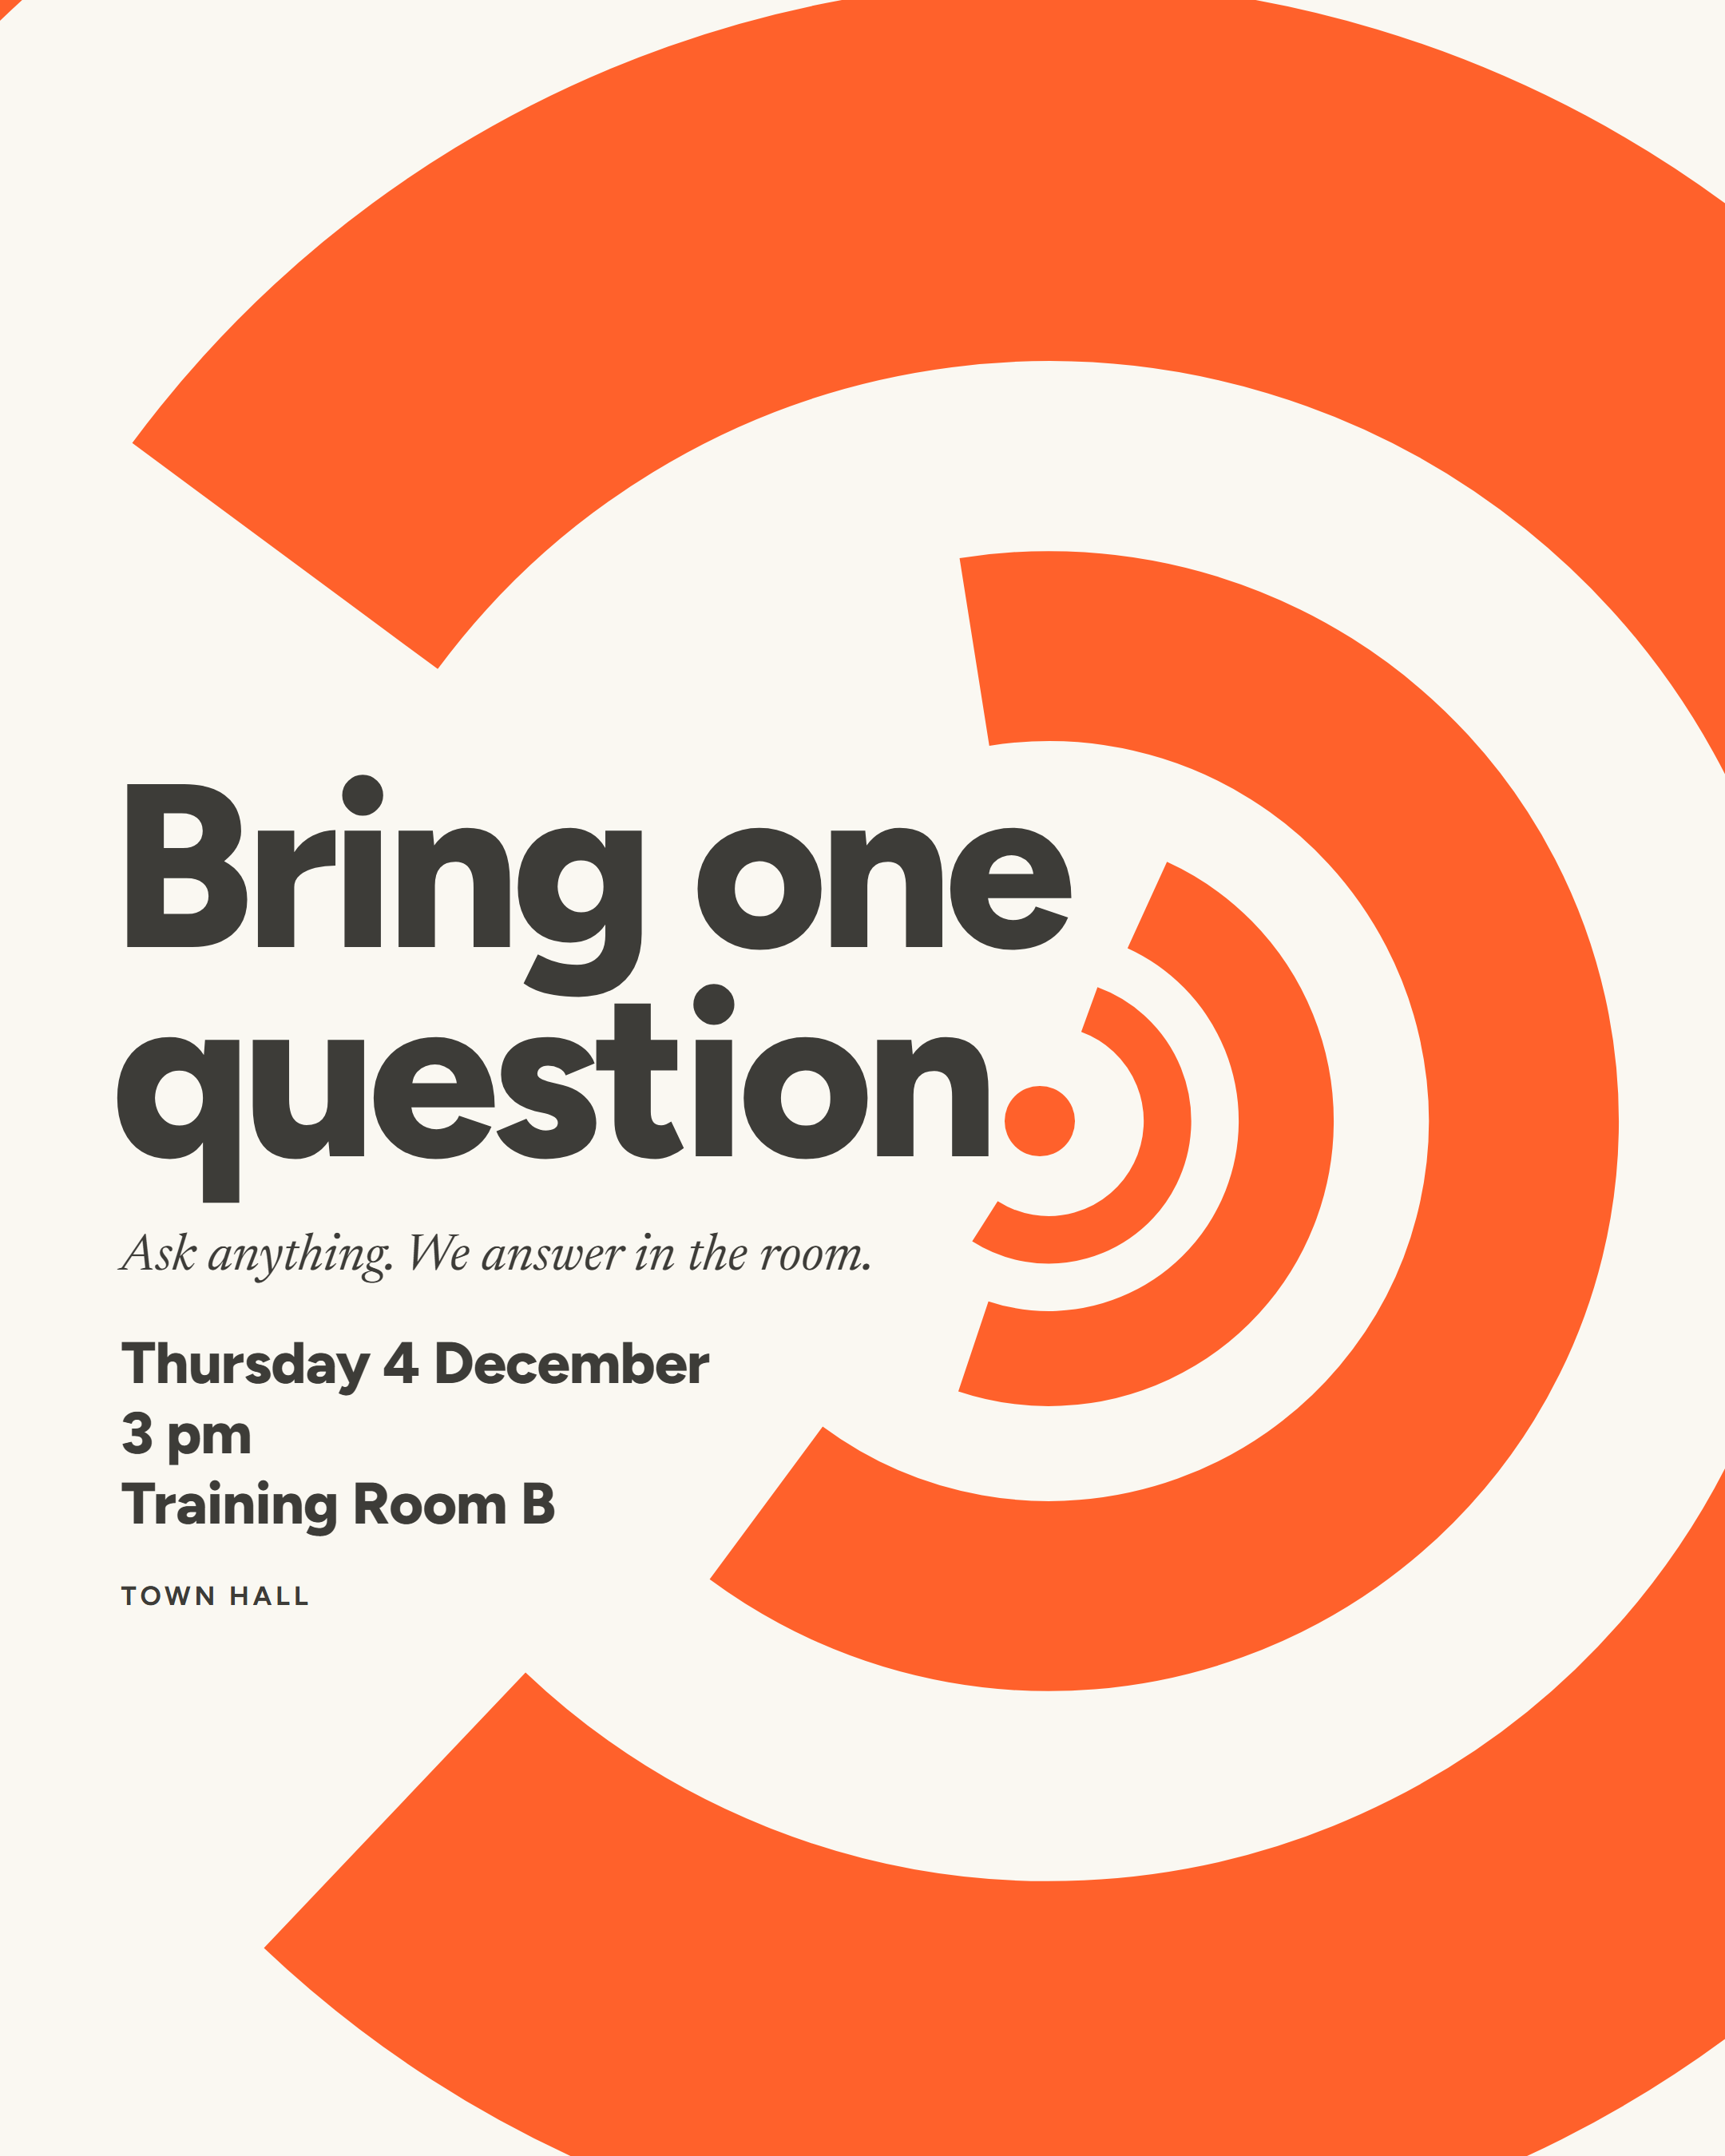 Bring one
question.
Ask anything. We answer in the room.
Thursday 4 December
3 pm
Training Room B
TOWN HALL